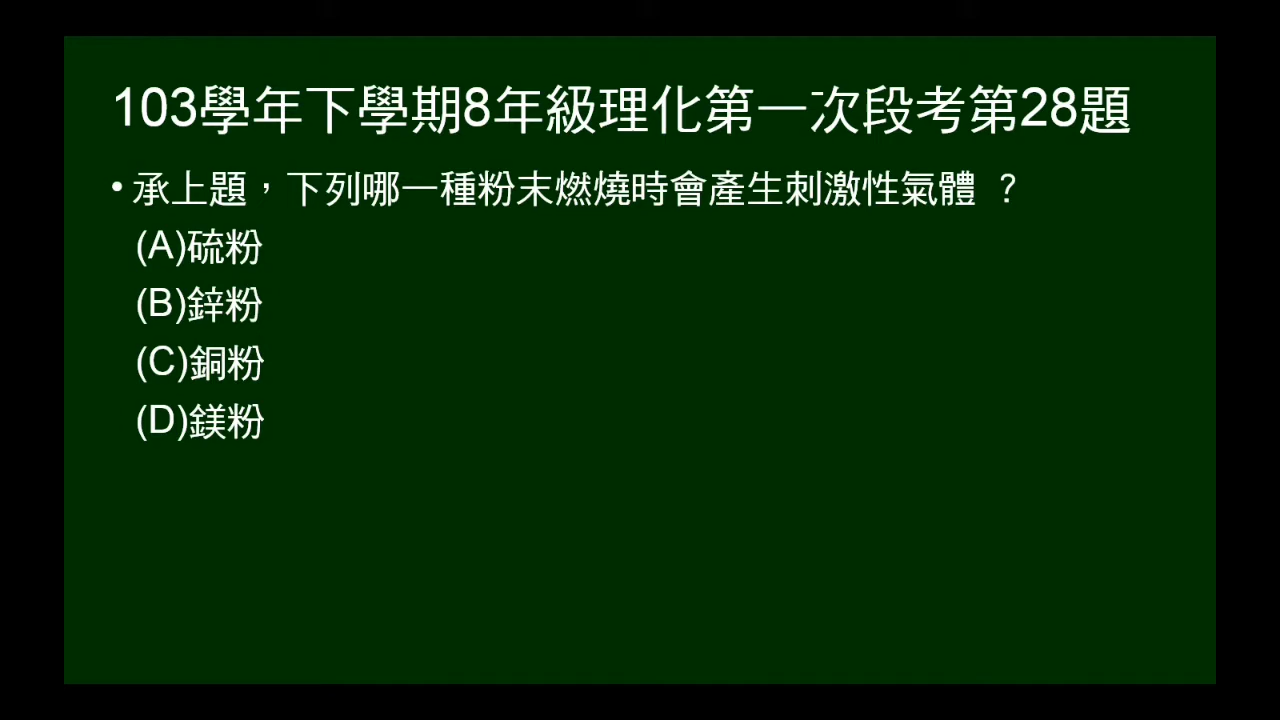 103學年下學期8年級理化第一次段考第28題
•承上題，下列哪一種粉末燃燒時會產生刺激性氣體 ？
(A)硫粉
(B)鋅粉
(C)銅粉
(D)鎂粉